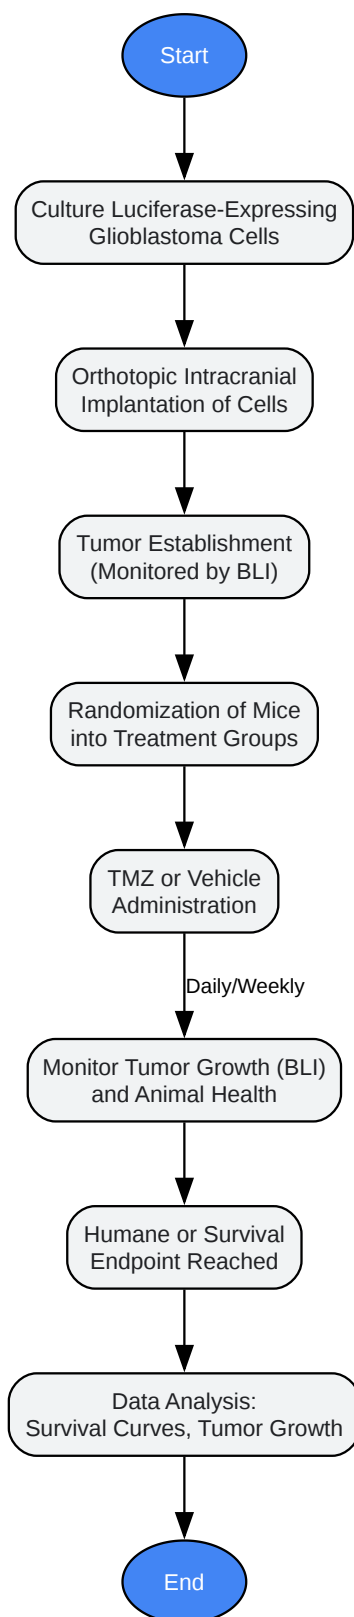 Start
Culture Luciferase-Expressing
Glioblastoma Cells
Orthotopic Intracranial
Implantation of Cells
Tumor Establishment
(Monitored by BLI)
Randomization of Mice
into Treatment Groups
TMZ or Vehicle
Administration
Daily/Weekly
Monitor Tumor Growth (BLI)
and Animal Health
Humane or Survival
Endpoint Reached
Data Analysis:
Survival Curves, Tumor Growth
End